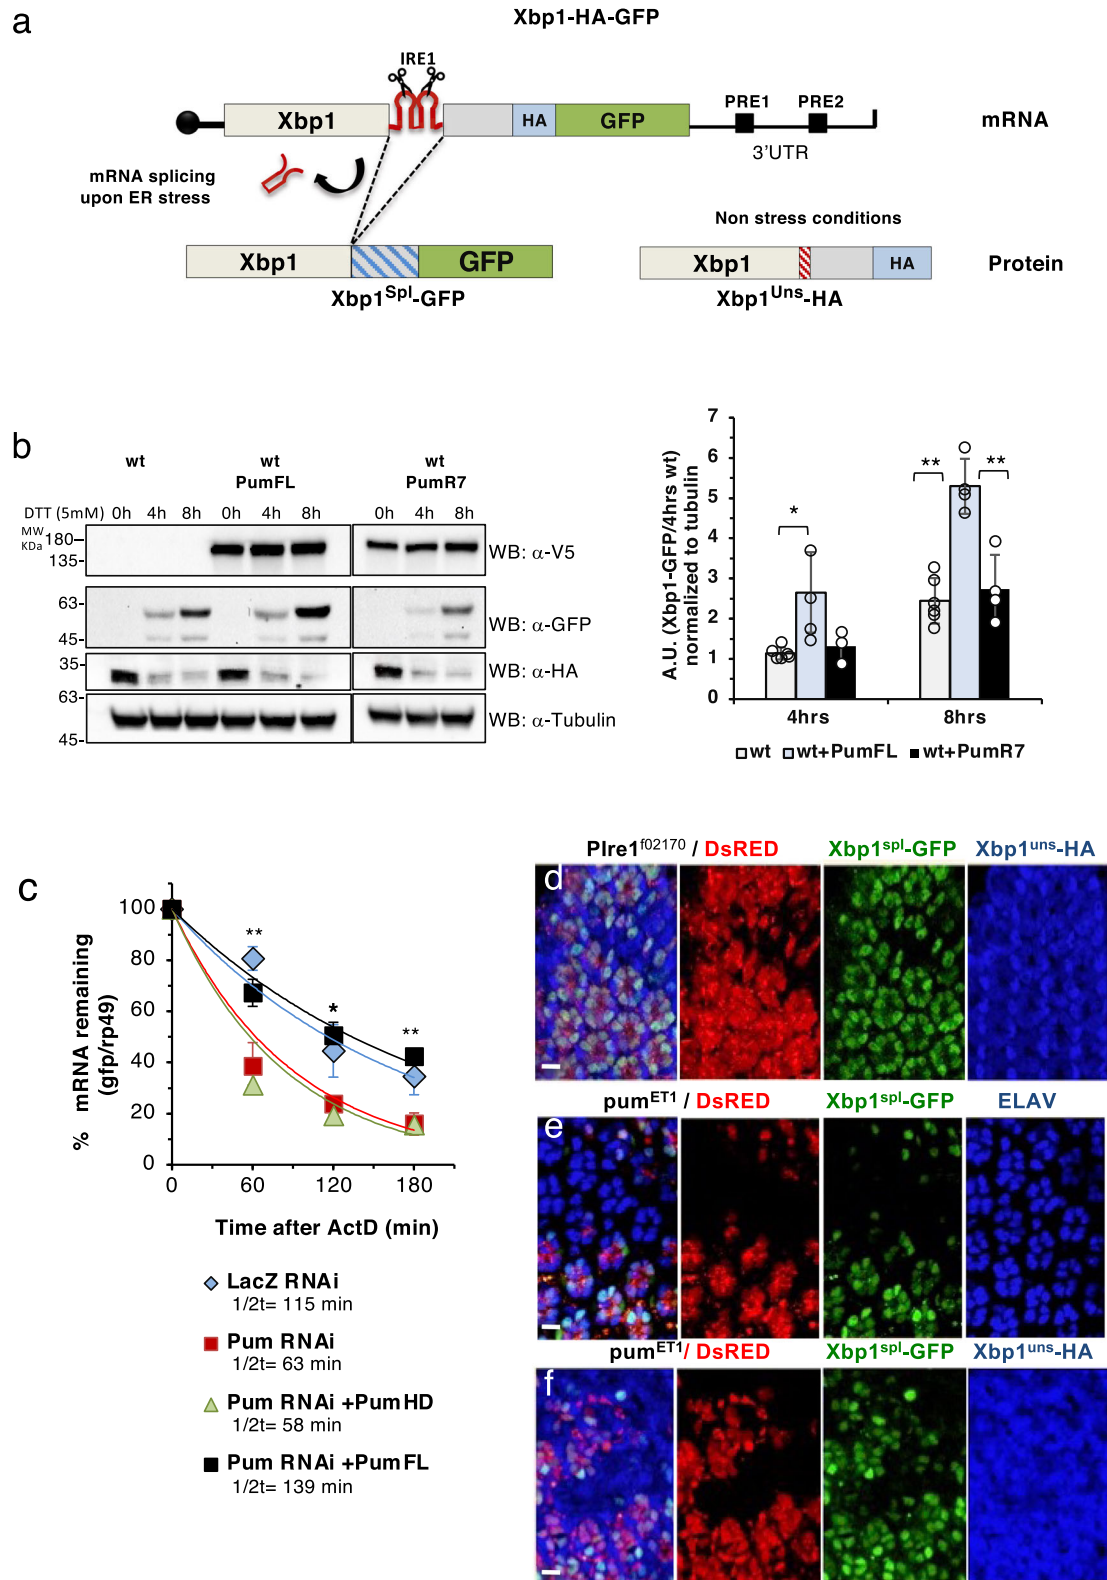 a
Xbp1-HA-GFP
IRE1
Xbp1
HA
GFP
PRE1
PRE2
3'UTR
mRNA
mRNA splicing
upon ER stress
Non stress conditions
Xbp1
GFP
Xbp1
HA
Protein
Xbp1Spl-GFP
Xbp1Uns-HA
b
wt
wt
PumFL
wt
PumR7
DTT (5mM)
0h
4h
8h
0h
4h
8h
0h
4h
8h
MW
KDa
180-
135-
WB: α-V5
63-
45-
WB: α-GFP
35-
WB: α-HA
63-
45-
WB: α-Tubulin
A.U. (Xbp1-GFP/4hrs wt)
normalized to tubulin
7
6
5
4
3
2
1
0
*
**
**
4hrs
8hrs
wt
wt+PumFL
wt+PumR7
c
% mRNA remaining
(gfp/rp49)
100
80
60
40
20
0
**
*
**
0
60
120
180
Time after ActD (min)
LacZ RNAi
1/2t= 115 min
Pum RNAi
1/2t= 63 min
Pum RNAi +PumHD
1/2t= 58 min
Pum RNAi +PumFL
1/2t= 139 min
PIre1f02170 / DsRED
Xbp1spl-GFP
Xbp1uns-HA
d
pumET1 / DsRED
Xbp1spl-GFP
ELAV
e
pumET1/ DsRED
Xbp1spl-GFP
Xbp1uns-HA
f